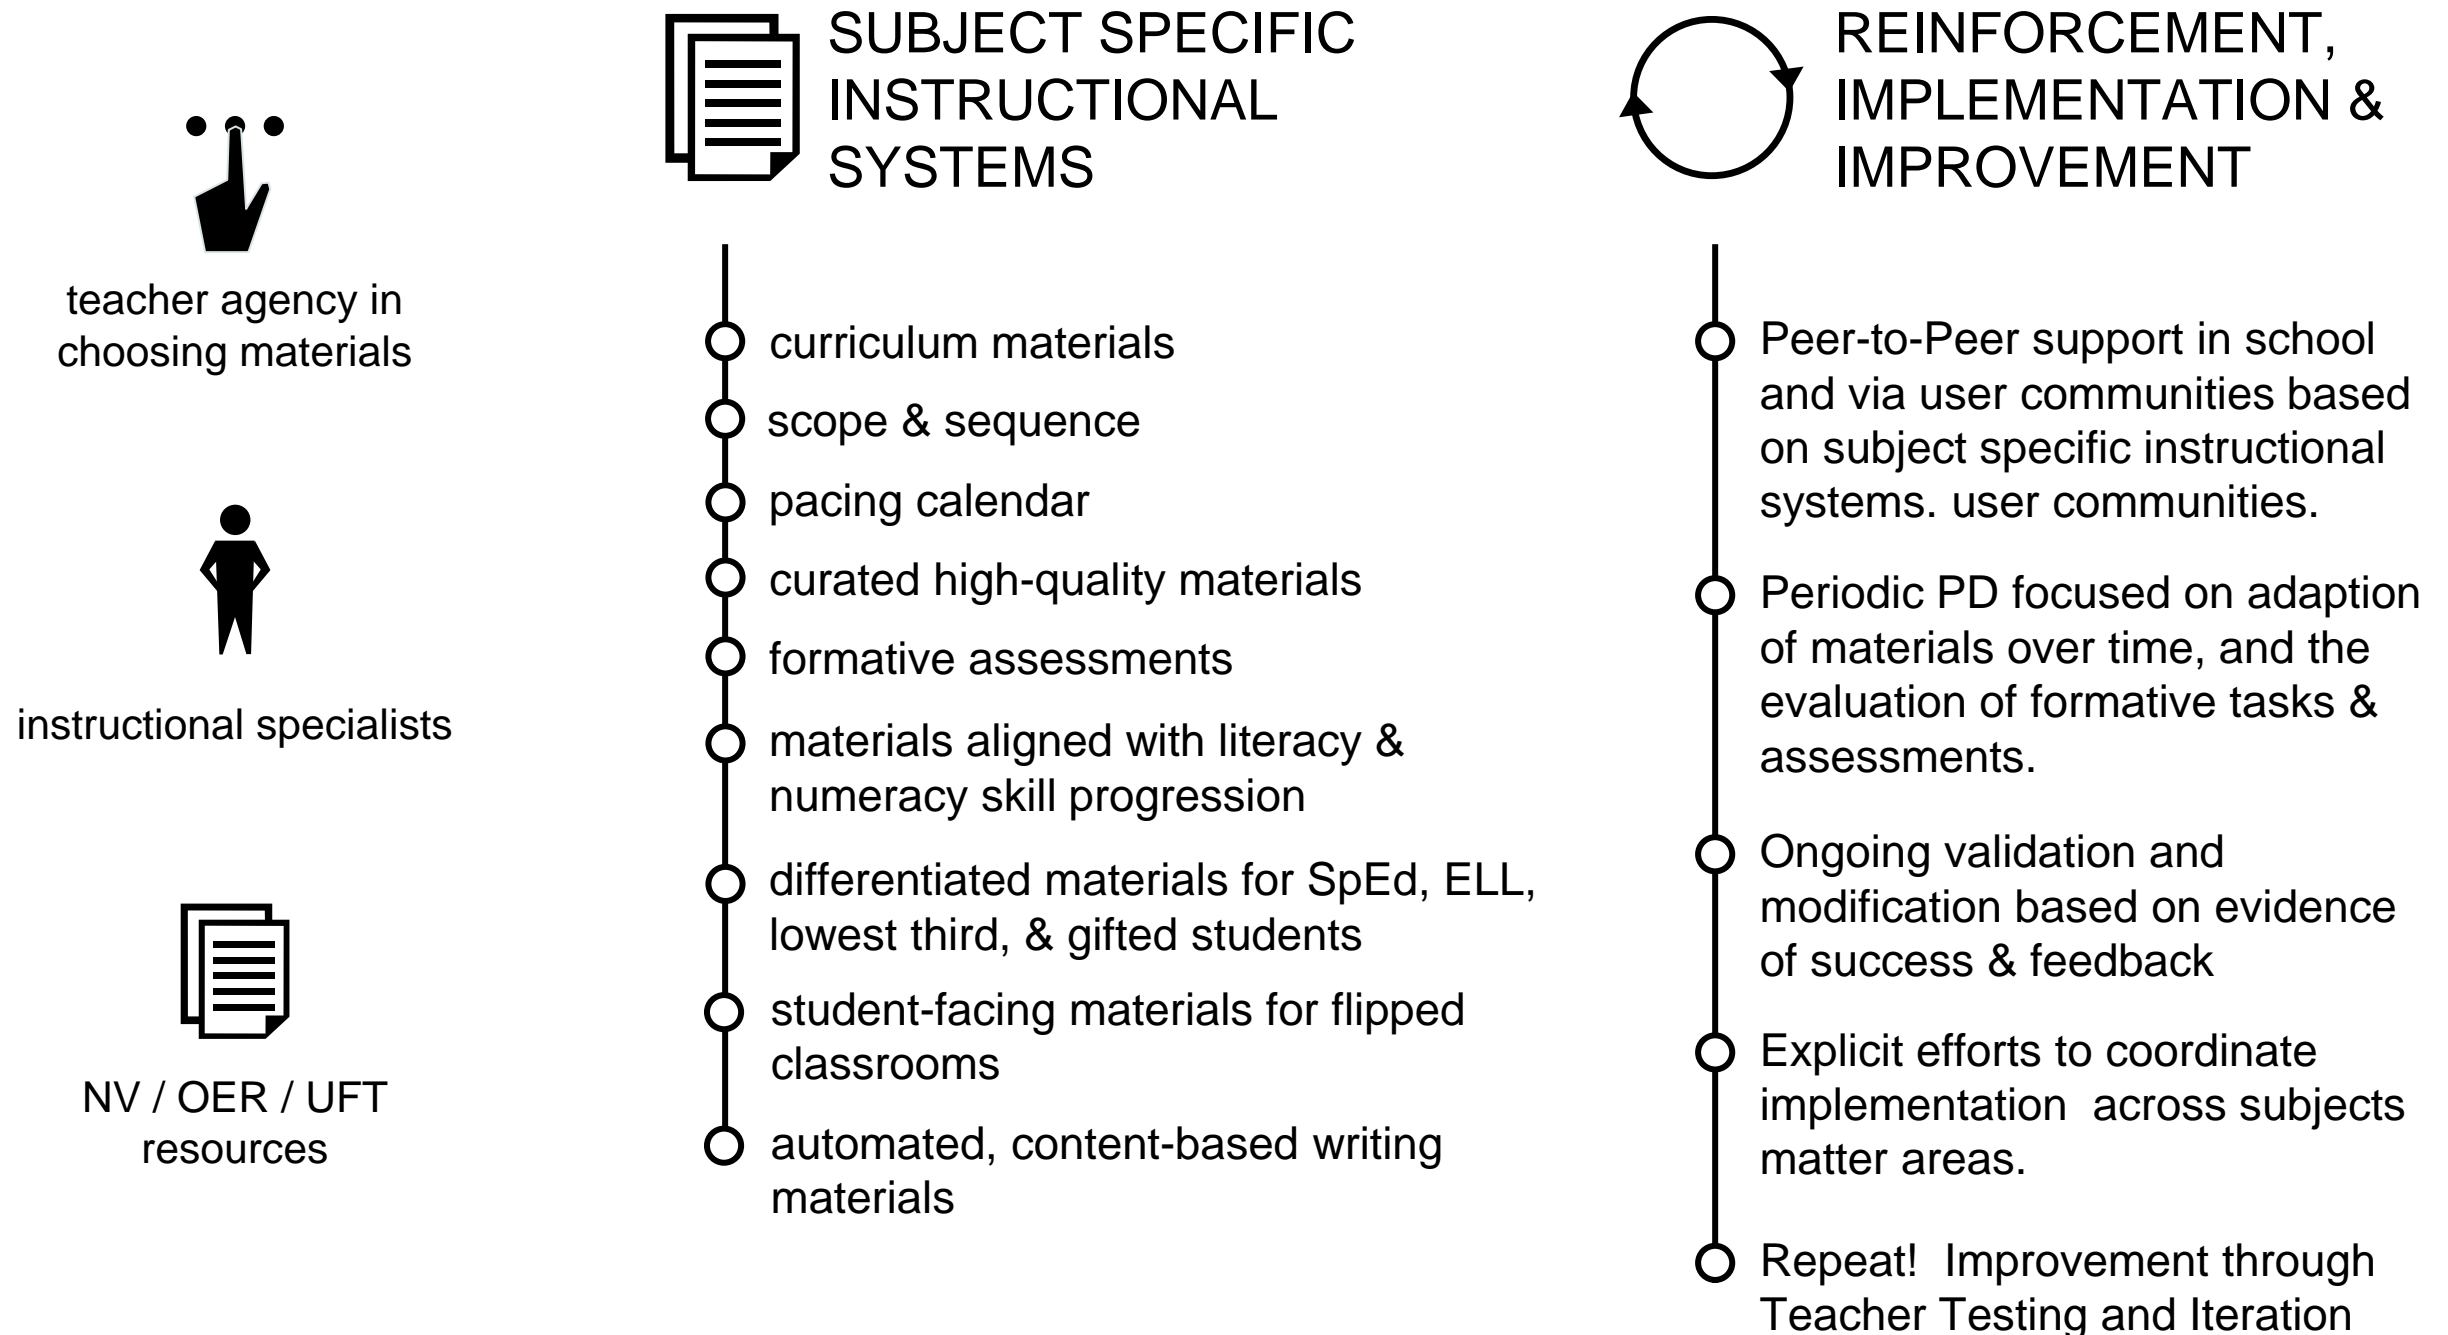 teacher agency in
choosing materials
instructional specialists
NV / OER / UFT
resources
SUBJECT SPECIFIC
INSTRUCTIONAL
SYSTEMS
curriculum materials
scope & sequence
pacing calendar
curated high-quality materials
formative assessments
materials aligned with literacy &
numeracy skill progression
differentiated materials for SpEd, ELL,
lowest third, & gifted students
student-facing materials for flipped
classrooms
automated, content-based writing
materials
REINFORCEMENT,
IMPLEMENTATION &
IMPROVEMENT
Peer-to-Peer support in school
and via user communities based
on subject specific instructional
systems. user communities.
Periodic PD focused on adaption
of materials over time, and the
evaluation of formative tasks &
assessments.
Ongoing validation and
modification based on evidence
of success & feedback
Explicit efforts to coordinate
implementation  across subjects
matter areas.
Repeat!  Improvement through
Teacher Testing and Iteration